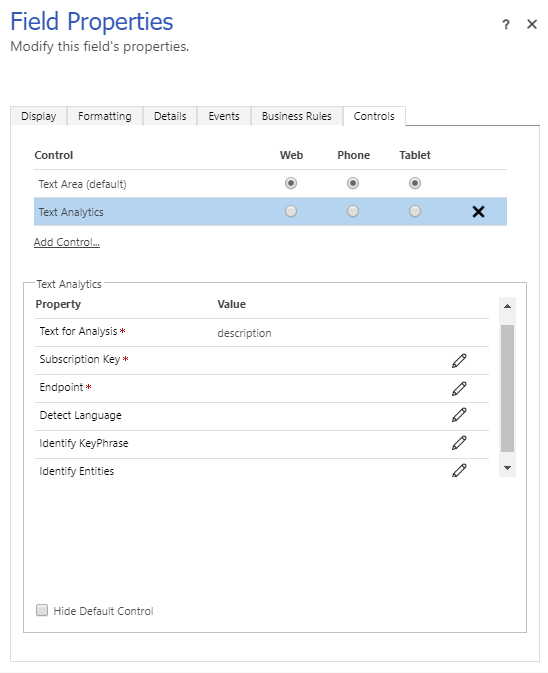 Field Properties
? ×
Modify this field's properties.
Display Formatting Details Events Business Rules Controls
Control Web Phone Tablet
Text Area (default)
Text Analytics
Add Control...
Text Analytics
Property Value
Text for Analysis * description
Subscription Key *
Endpoint *
Detect Language
Identify KeyPhrase
Identify Entities
Hide Default Control